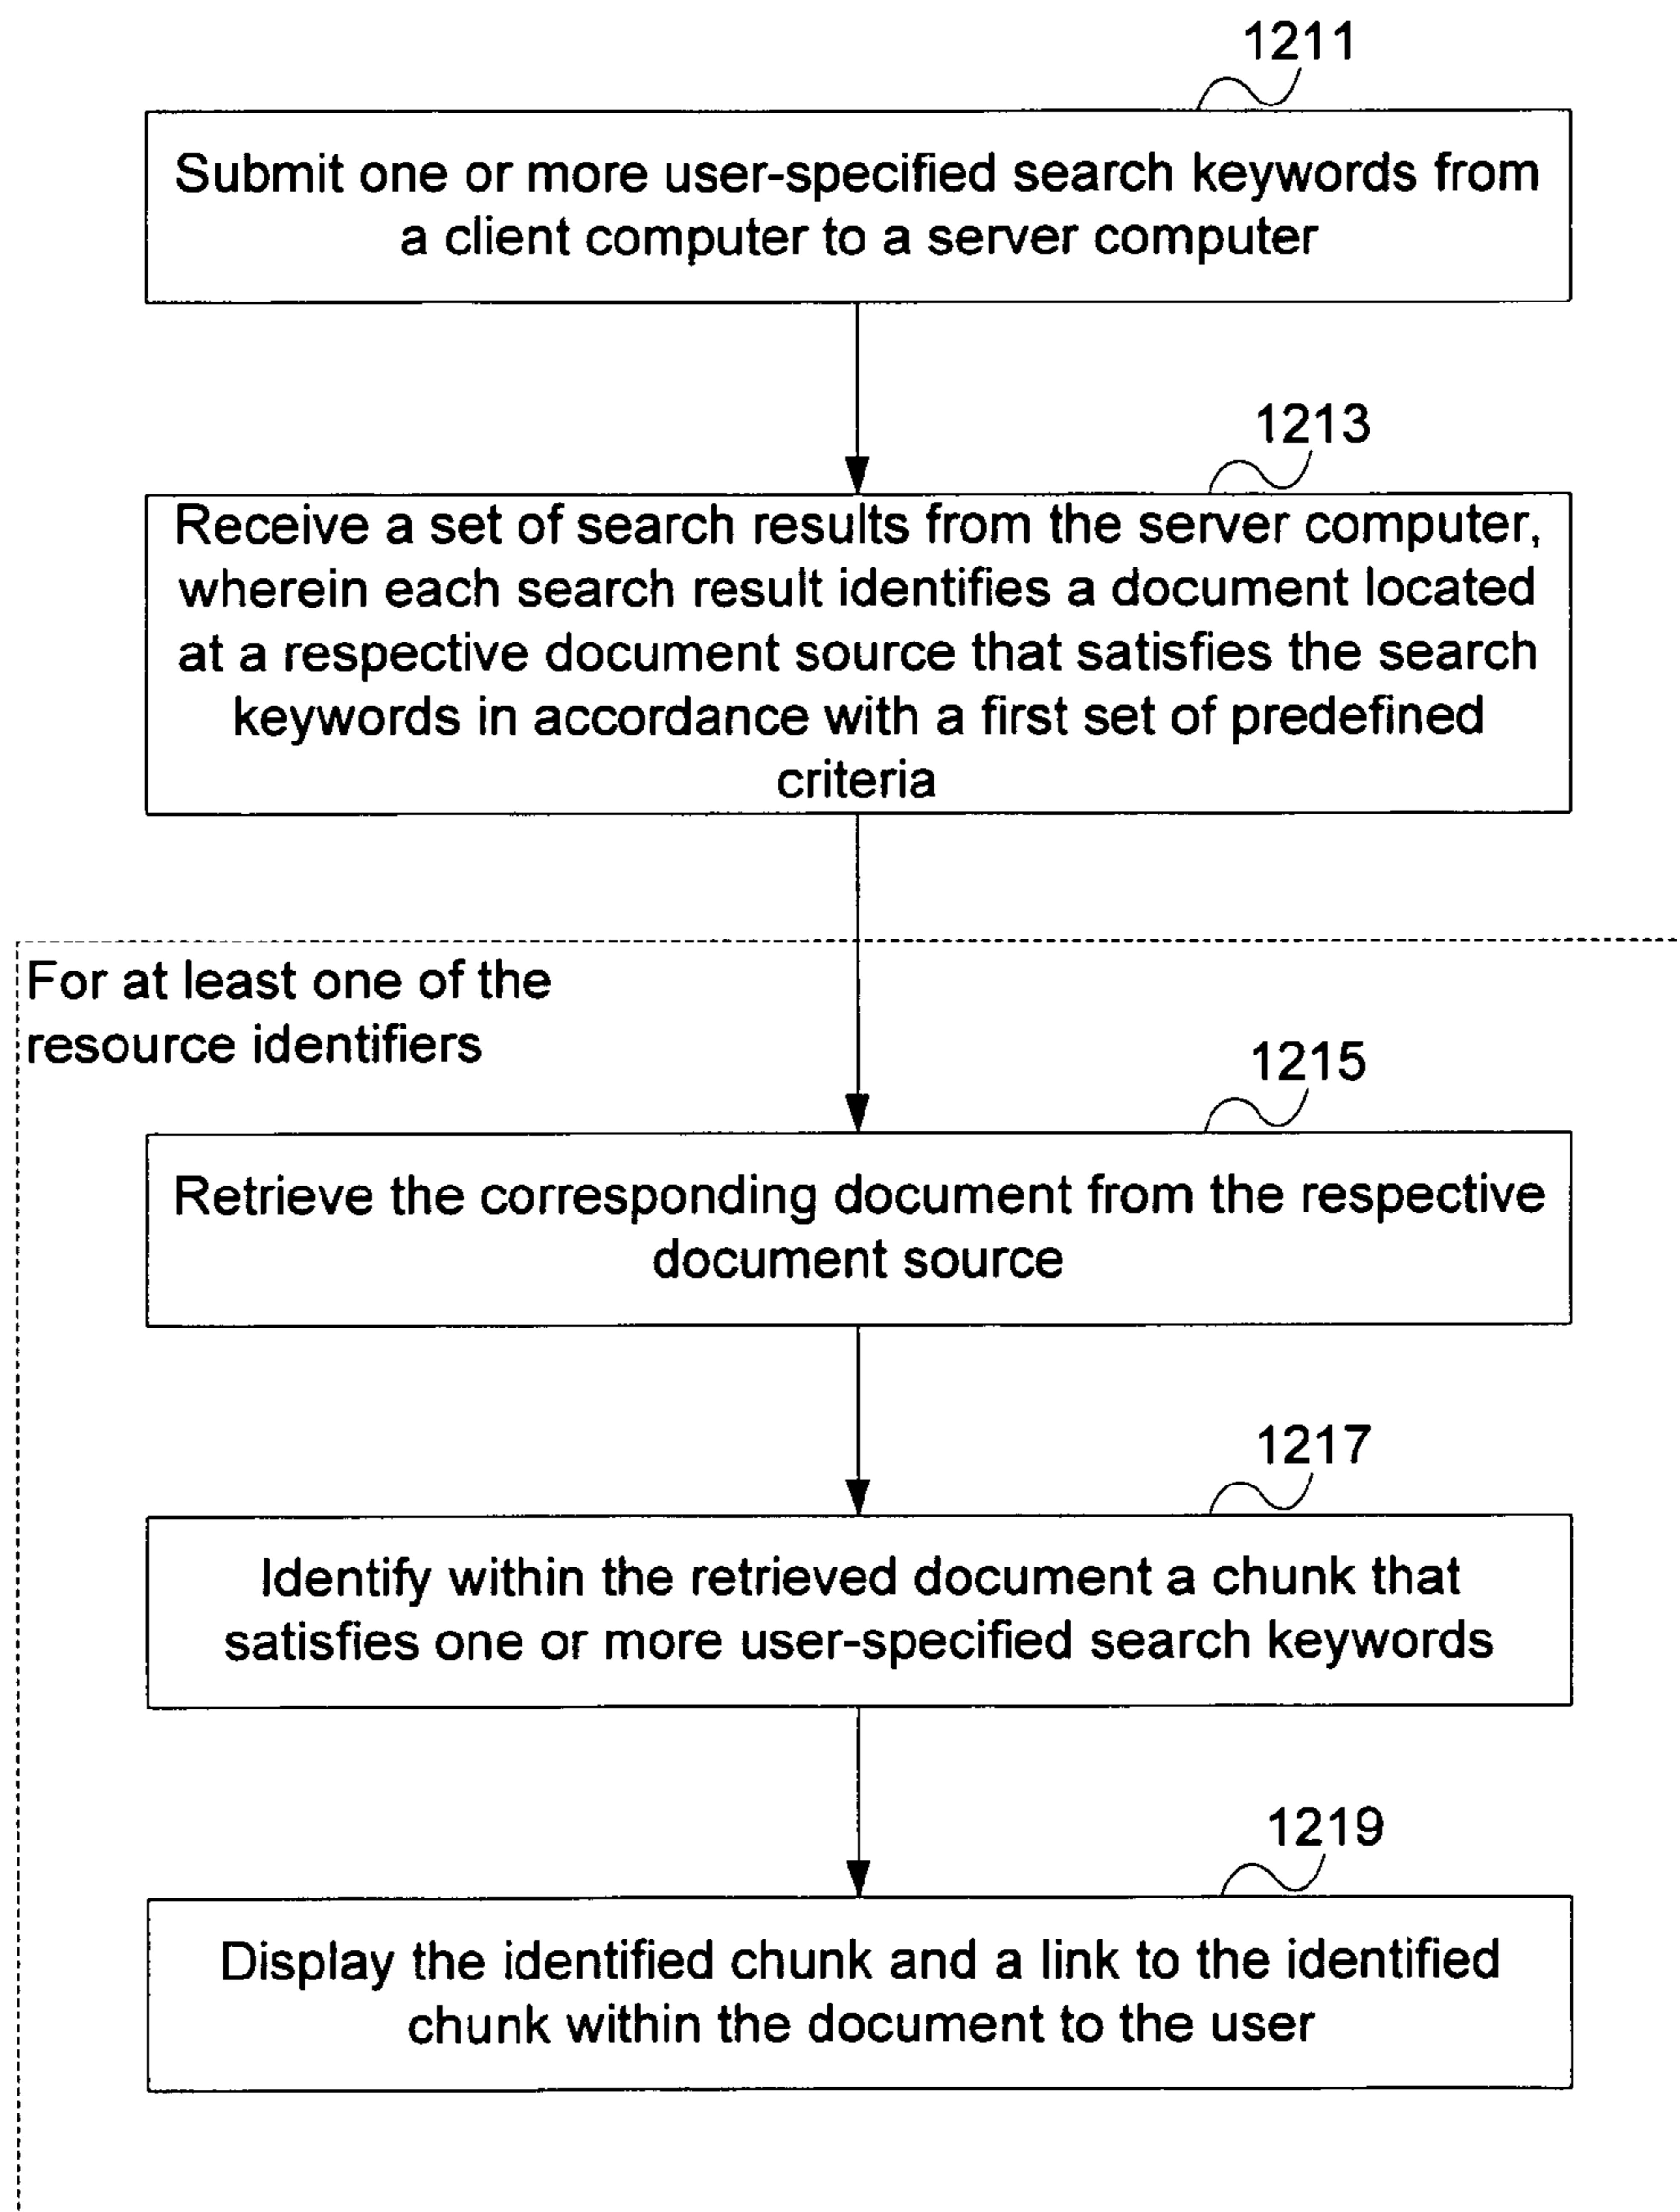 1211
Submit one or more user-specified search keywords from
a client computer to a server computer
1213
Receive a set of search results from the server computer,
wherein each search result identifies a document located
at a respective document source that satisfies the search
keywords in accordance with a first set of predefined
criteria
For at least one of the
resource identifiers
1215
Retrieve the corresponding document from the respective
document source
1217
Identify within the retrieved document a chunk that
satisfies one or more user-specified search keywords
1219
Display the identified chunk and a link to the identified
chunk within the document to the user